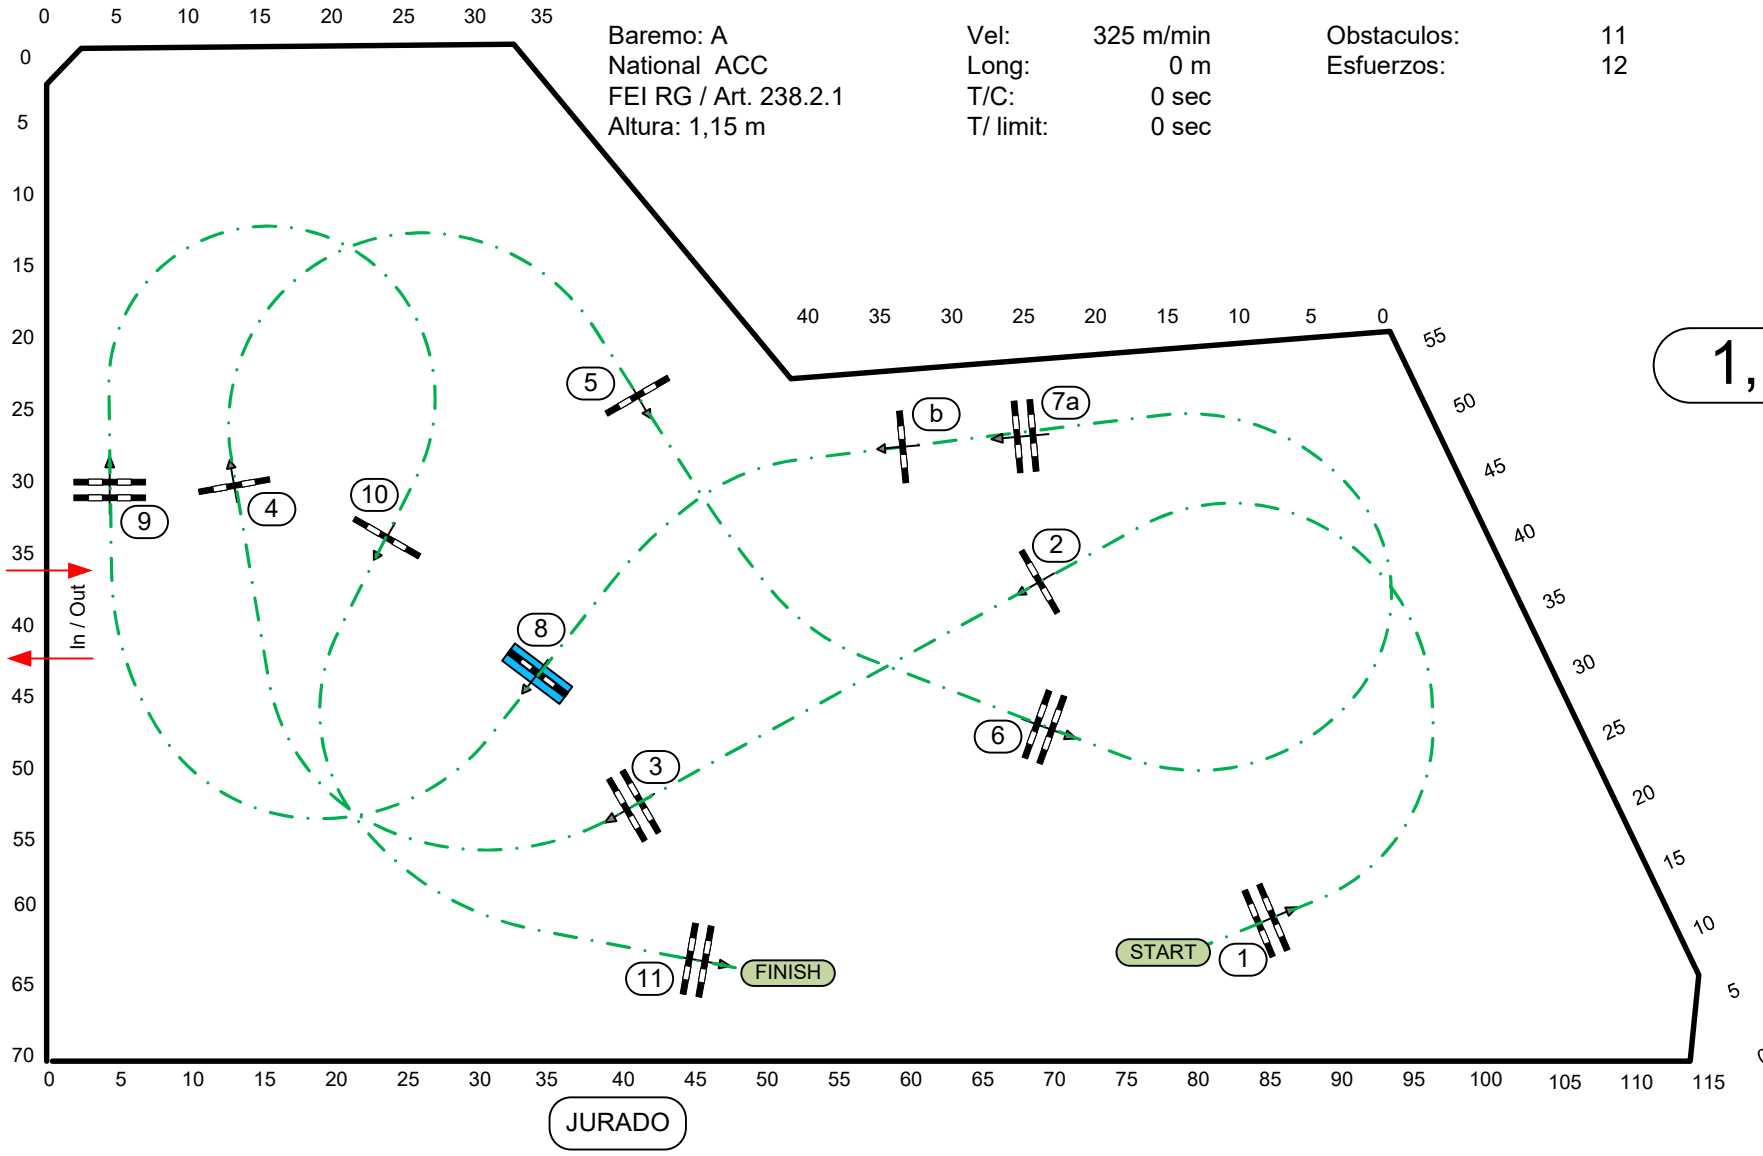 0 5 10 15 20 25 30 35
Baremo: A Vel: 325 m/min Obstaculos: 11
National ACC Long: 0 m Esfuerzos: 12
FEI RG / Art. 238.2.1 T/C: 0 sec
Altura: 1,15 m T/ limit: 0 sec
0
5
10
15
20
25
30
35
40
45
50
55
60
65
70
40 35 30 25 20 15 10 5 0
55
50
45
40
35
30
25
20
15
10
5
0
1,
5
b
7a
10
9
4
2
In / Out
8
6
3
11
FINISH
START
1
0 5 10 15 20 25 30 35 40 45 50 55 60 65 70 75 80 85 90 95 100 105 110 115
JURADO